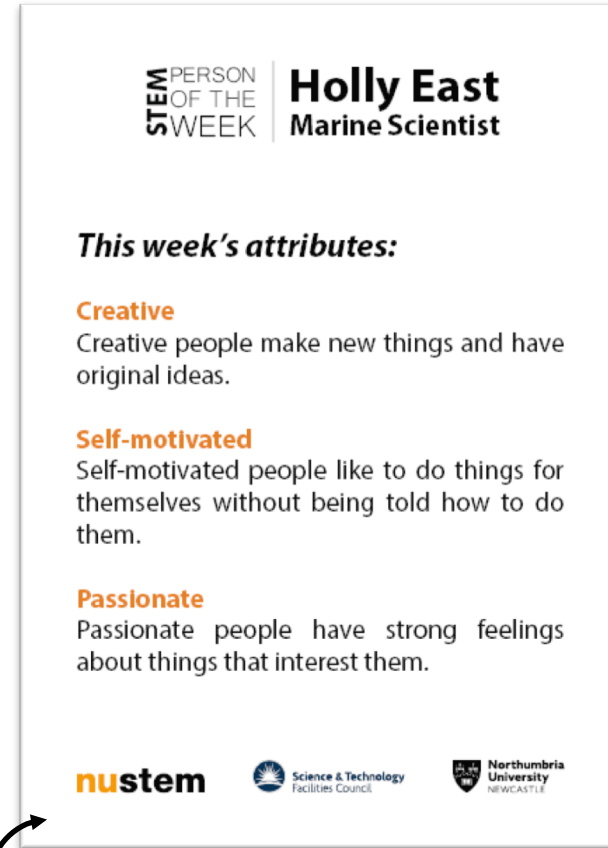 STEM PERSON OF THE WEEK
Holly East
Marine Scientist
This week's attributes:
Creative
Creative people make new things and have
original ideas.
Self-motivated
Self-motivated people like to do things for
themselves without being told how to do
them.
Passionate
Passionate people have strong feelings
about things that interest them.
nustem
Science & Technology
Facilities Council
Northumbria
University
NEWCASTLE